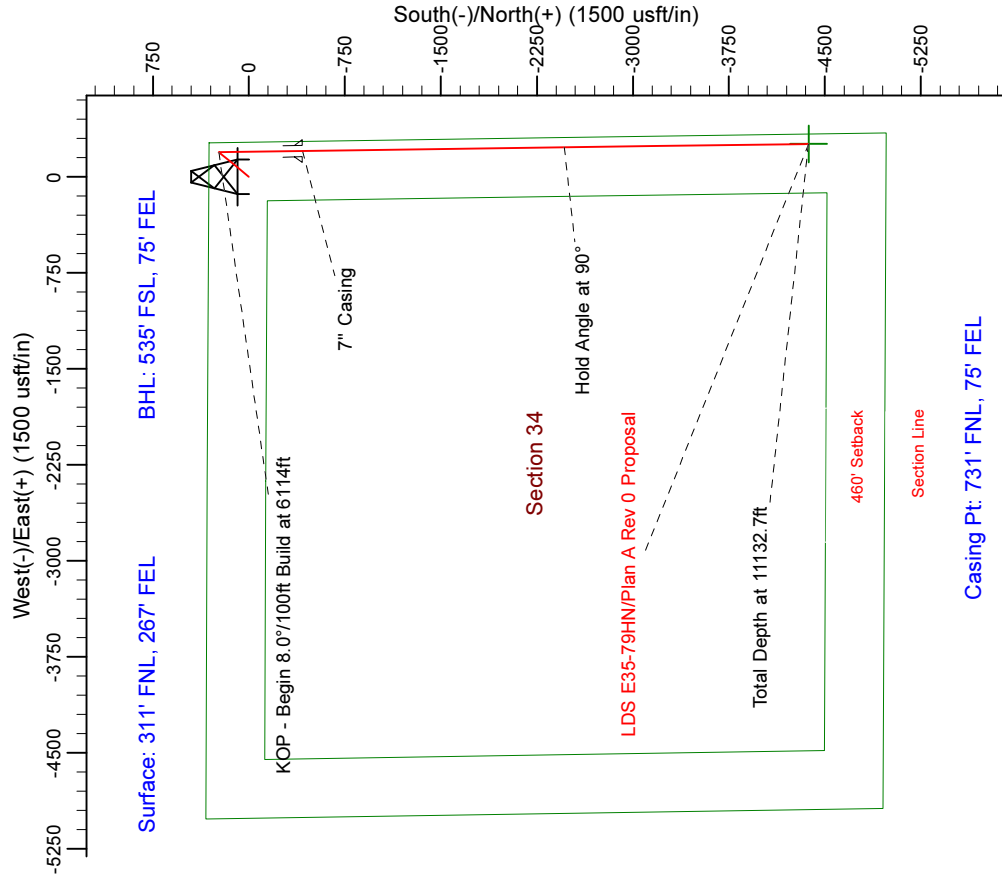 South(-)/North(+) (1500 usft/in)
750
0
-750
-1500
-2250
-3000
-3750
-4500
-5250
West(-)/East(+) (1500 usft/in)
0
-750
-1500
-2250
-3000
-3750
-4500
-5250
Surface: 311' FNL, 267' FEL
BHL: 535' FSL, 75' FEL
KOP - Begin 8.0°/100ft Build at 6114ft
7" Casing
Section 34
Hold Angle at 90°
LDS E35-79HN/Plan A Rev 0 Proposal
Total Depth at 11132.7ft
460' Setback
Section Line
Casing Pt: 731' FNL, 75' FEL